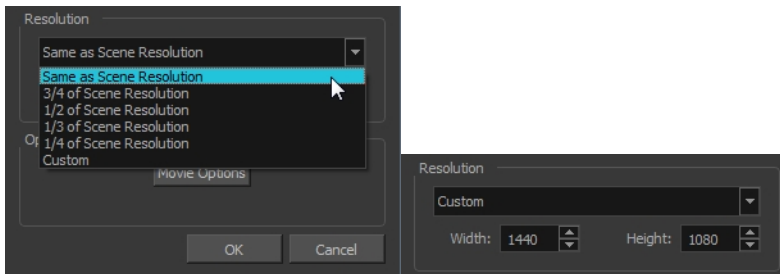 Resolution
Same as Scene Resolution
Same as Scene Resolution
3/4 of Scene Resolution
1/2 of Scene Resolution
1/3 of Scene Resolution
1/4 of Scene Resolution
Custom
Movie Options
OK Cancel
Resolution
Custom
Width: 1440 Height: 1080